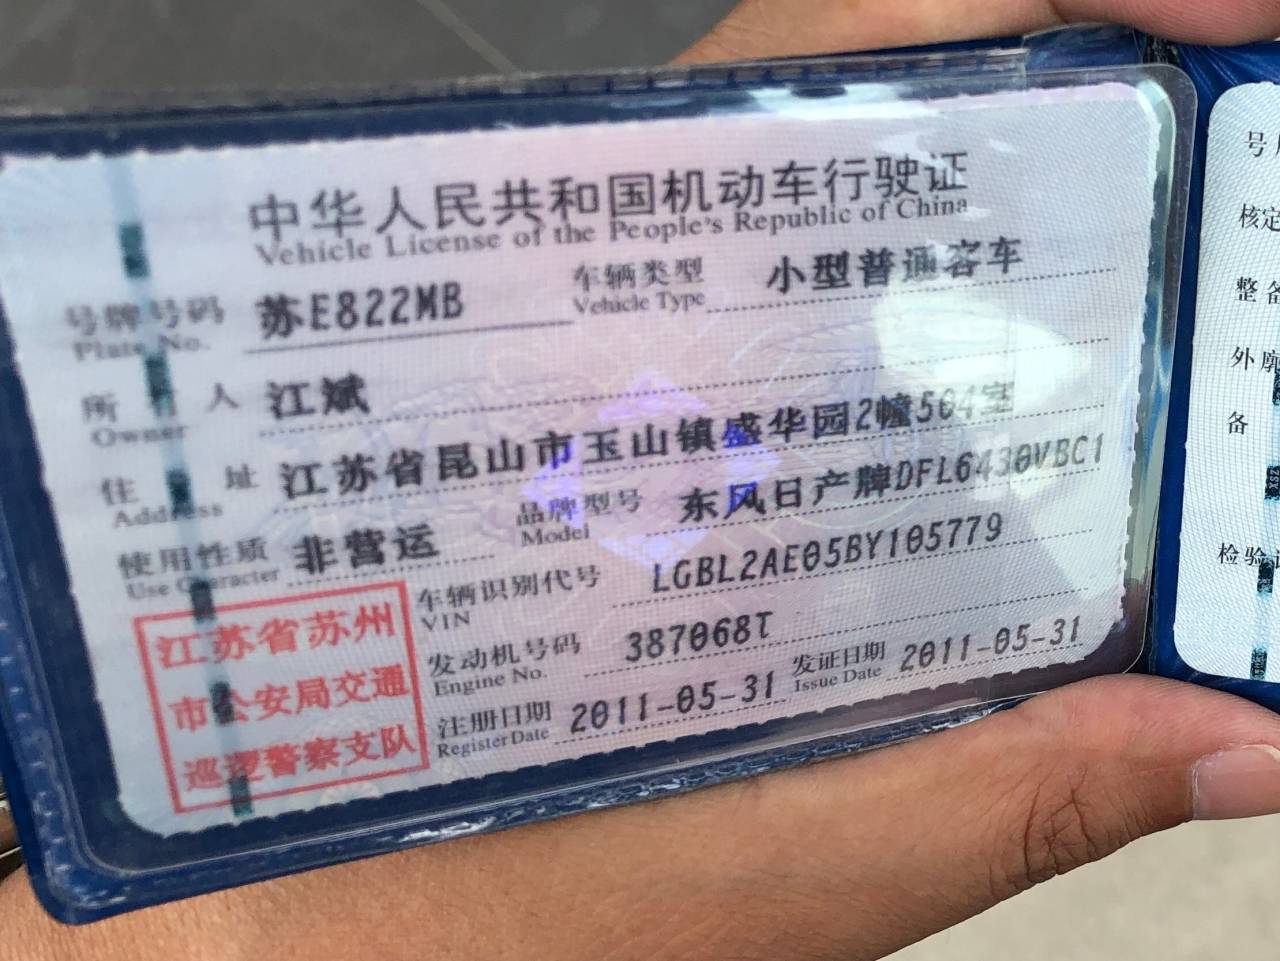 中华人民共和国机动车行驶证
Vehicle License of the People's Republic of China
号牌号码 苏E822MB 车辆类型 小型普通客车
Plate No. Vehicle Type
所有人 江斌
Owner
住址 江苏省昆山市玉山镇盛华园2幢504室
Address
使用性质 非营运 品牌型号 东风日产牌DFL6430VBC1
Use Character Model
车辆识别代号 LGBL2AE05BY105779
VIN
发动机号码 387068T
Engine No.
注册日期 2011-05-31 发证日期 2011-05-31
Register Date Issue Date
江苏省苏州
市公安局交通
巡逻警察支队
号
核定
整备
外廓
备
检验